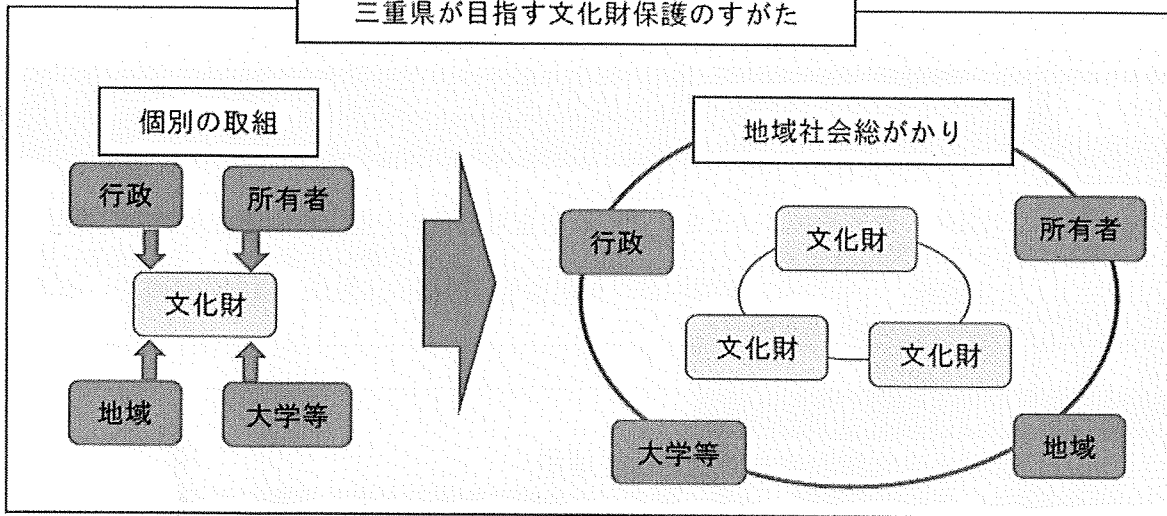 三重県が目指す文化財保護のすがた
個別の取組
行政
所有者
文化財
地域
大学等
地域社会総がかり
行政
所有者
文化財
文化財
文化財
大学等
地域